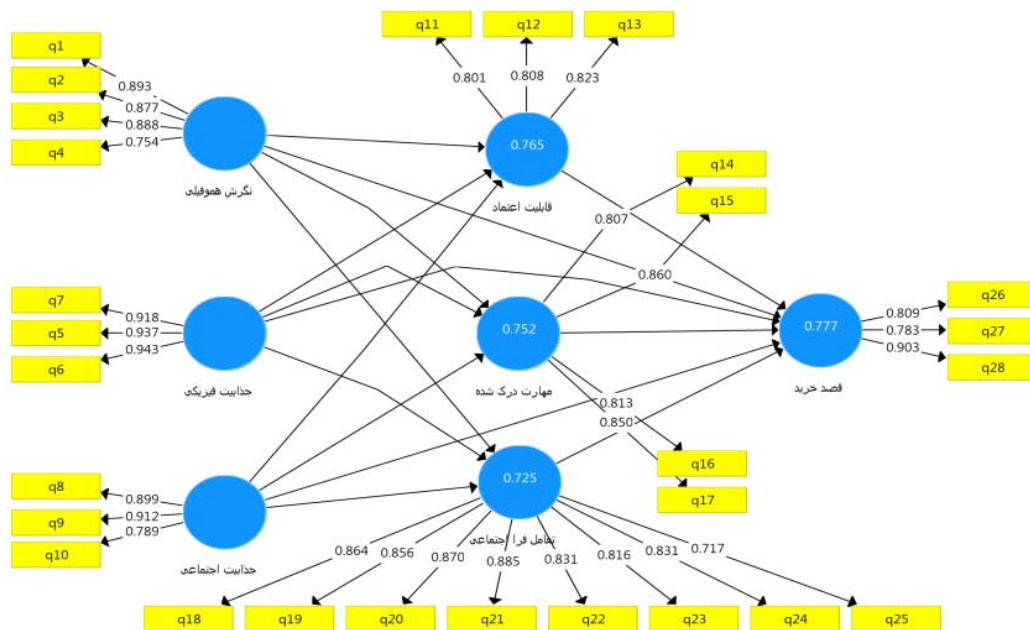 q11
q12
q13
q1
q2
q3
q4
0.893
0.877
0.888
0.754
0.801
0.808
0.823
0.765
نگرش هموفیلی
قابلیت اعتماد
q14
q15
0.807
0.860
q7
q5
q6
0.918
0.937
0.943
جذابیت فیزیکی
0.752
مهارت درک شده
0.777
قصد خرید
0.809
0.783
0.903
q26
q27
q28
0.813
0.850
q16
q17
q8
q9
q10
0.899
0.912
0.789
جذابیت اجتماعی
0.725
تعامل فرا اجتماعی
0.864
0.856
0.870
0.885
0.831
0.816
0.831
0.717
q18
q19
q20
q21
q22
q23
q24
q25